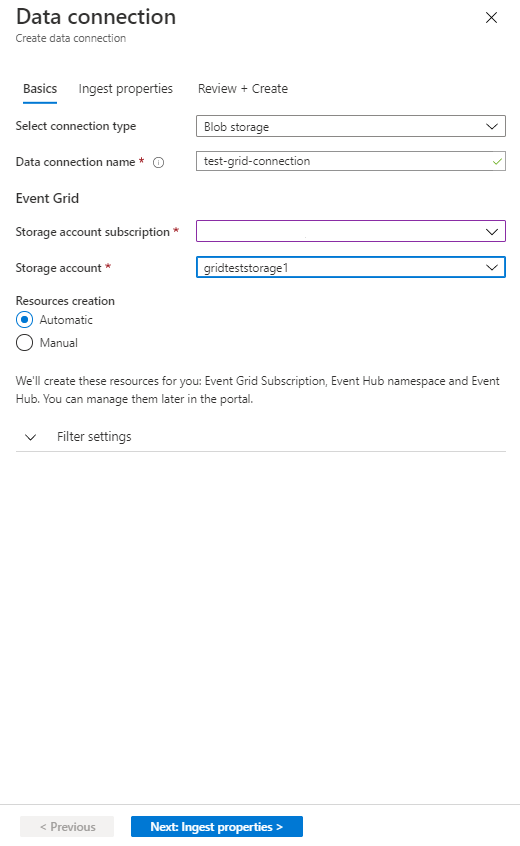 Data connection
Create data connection
Basics Ingest properties Review + Create
Select connection type Blob storage
Data connection name * test-grid-connection
Event Grid
Storage account subscription *
Storage account * gridteststorage1
Resources creation
Automatic
Manual
We'll create these resources for you: Event Grid Subscription, Event Hub namespace and Event
Hub. You can manage them later in the portal.
Filter settings
< Previous Next: Ingest properties >